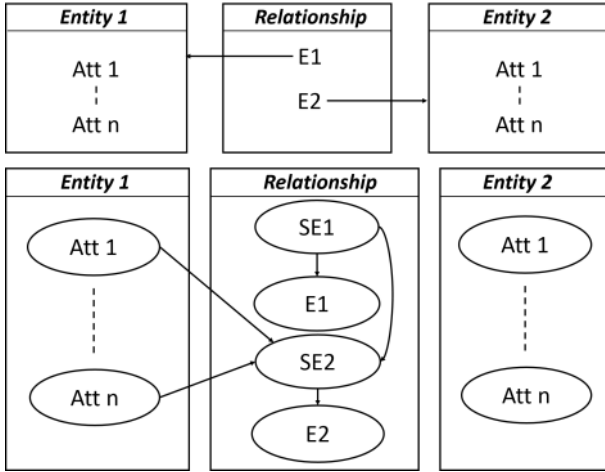 Entity 1
Relationship
Entity 2
Att 1
Att n
E1
E2
Att 1
Att n
Entity 1
Relationship
Entity 2
Att 1
Att n
SE1
E1
SE2
E2
Att 1
Att n